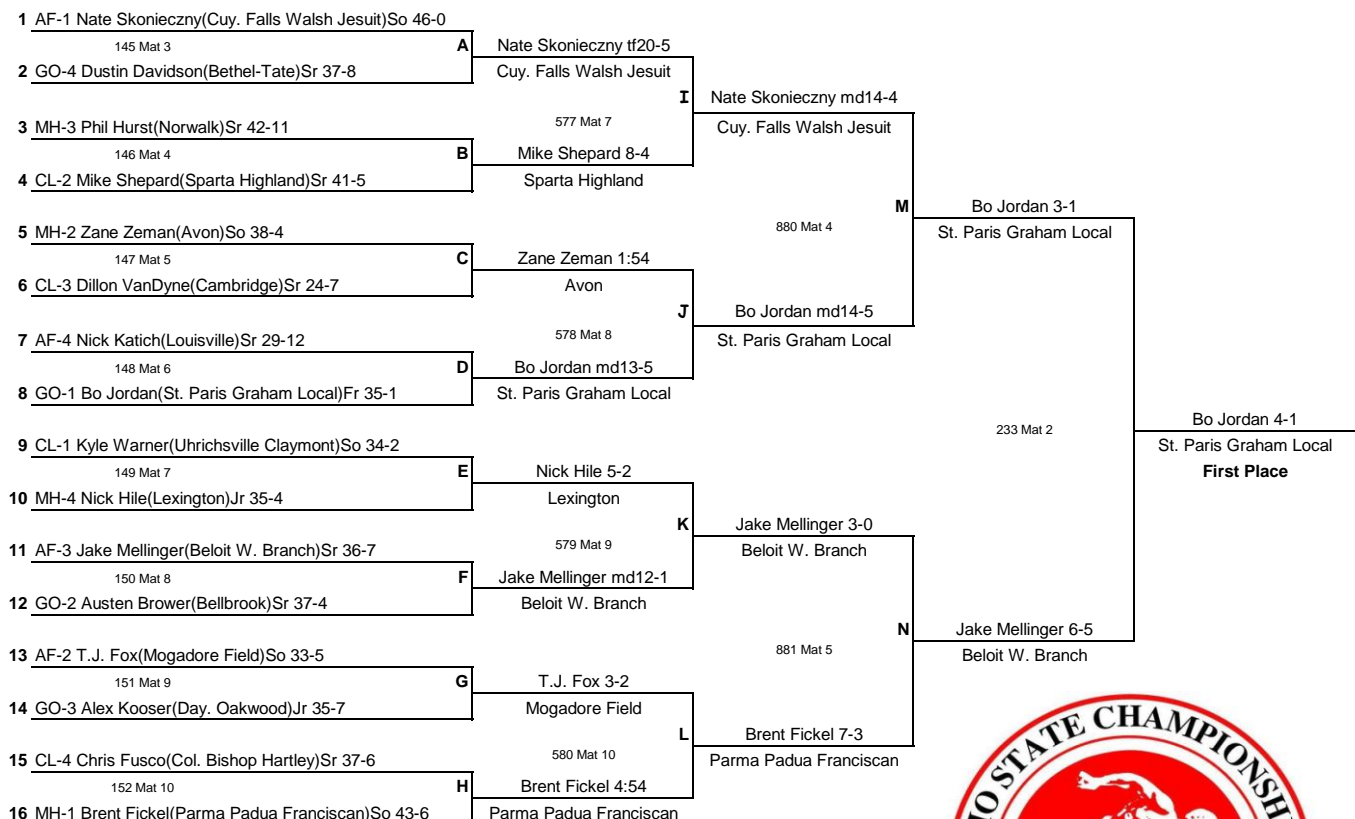 1 AF-1 Nate Skonieczny(Cuy. Falls Walsh Jesuit)So 46-0
145 Mat 3
A
2 GO-4 Dustin Davidson(Bethel-Tate)Sr 37-8
Nate Skonieczny tf20-5
Cuy. Falls Walsh Jesuit
3 MH-3 Phil Hurst(Norwalk)Sr 42-11
146 Mat 4
B
4 CL-2 Mike Shepard(Sparta Highland)Sr 41-5
Mike Shepard 8-4
Sparta Highland
I
577 Mat 7
Nate Skonieczny md14-4
Cuy. Falls Walsh Jesuit
5 MH-2 Zane Zeman(Avon)So 38-4
147 Mat 5
C
6 CL-3 Dillon VanDyne(Cambridge)Sr 24-7
Zane Zeman 1:54
Avon
7 AF-4 Nick Katich(Louisville)Sr 29-12
148 Mat 6
D
8 GO-1 Bo Jordan(St. Paris Graham Local)Fr 35-1
Bo Jordan md13-5
St. Paris Graham Local
J
578 Mat 8
Bo Jordan md14-5
St. Paris Graham Local
M
880 Mat 4
Bo Jordan 3-1
St. Paris Graham Local
9 CL-1 Kyle Warner(Uhrichsville Claymont)So 34-2
149 Mat 7
E
10 MH-4 Nick Hile(Lexington)Jr 35-4
Nick Hile 5-2
Lexington
11 AF-3 Jake Mellinger(Beloit W. Branch)Sr 36-7
150 Mat 8
F
12 GO-2 Austen Brower(Bellbrook)Sr 37-4
Jake Mellinger md12-1
Beloit W. Branch
K
579 Mat 9
Jake Mellinger 3-0
Beloit W. Branch
13 AF-2 T.J. Fox(Mogadore Field)So 33-5
151 Mat 9
G
14 GO-3 Alex Kooser(Day. Oakwood)Jr 35-7
T.J. Fox 3-2
Mogadore Field
15 CL-4 Chris Fusco(Col. Bishop Hartley)Sr 37-6
152 Mat 10
H
16 MH-1 Brent Fickel(Parma Padua Franciscan)So 43-6
Brent Fickel 4:54
Parma Padua Franciscan
L
580 Mat 10
Brent Fickel 7-3
Parma Padua Franciscan
N
881 Mat 5
Jake Mellinger 6-5
Beloit W. Branch
233 Mat 2
Bo Jordan 4-1
St. Paris Graham Local
First Place
STATE